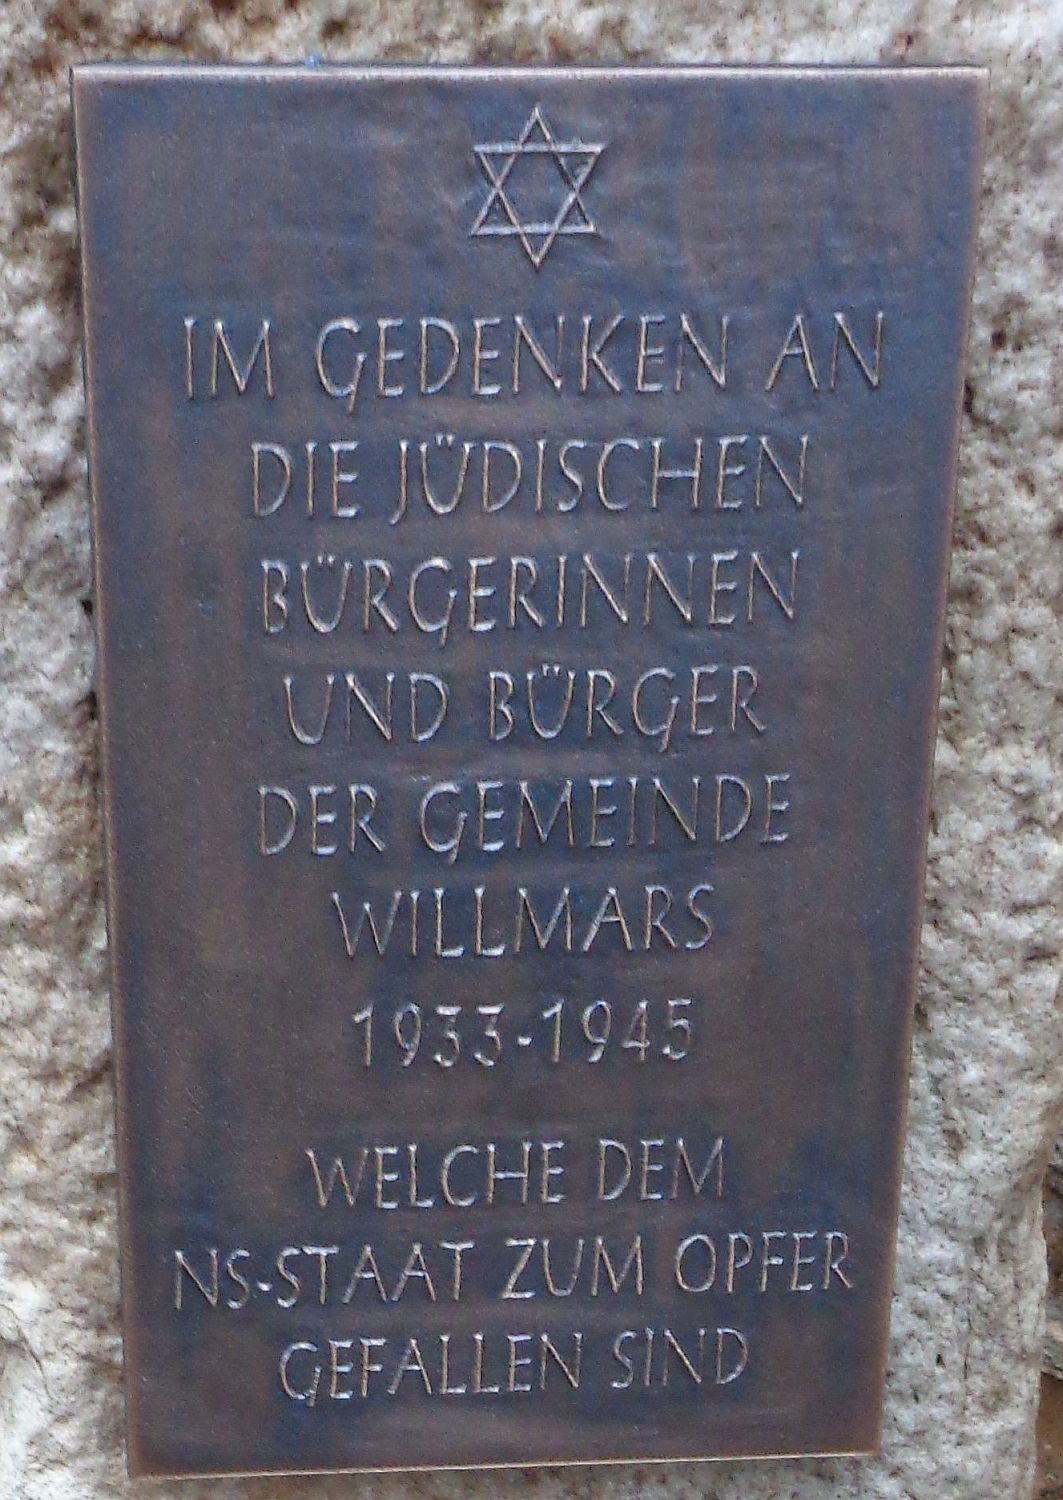 IM GEDENKEN AN
DIE JÜDISCHEN
BÜRGERINNEN
UND BÜRGER
DER GEMEINDE
WILLMARS
1933-1945
WELCHE DEM
NS-STAAT ZUM OPFER
GEFALLEN SIND